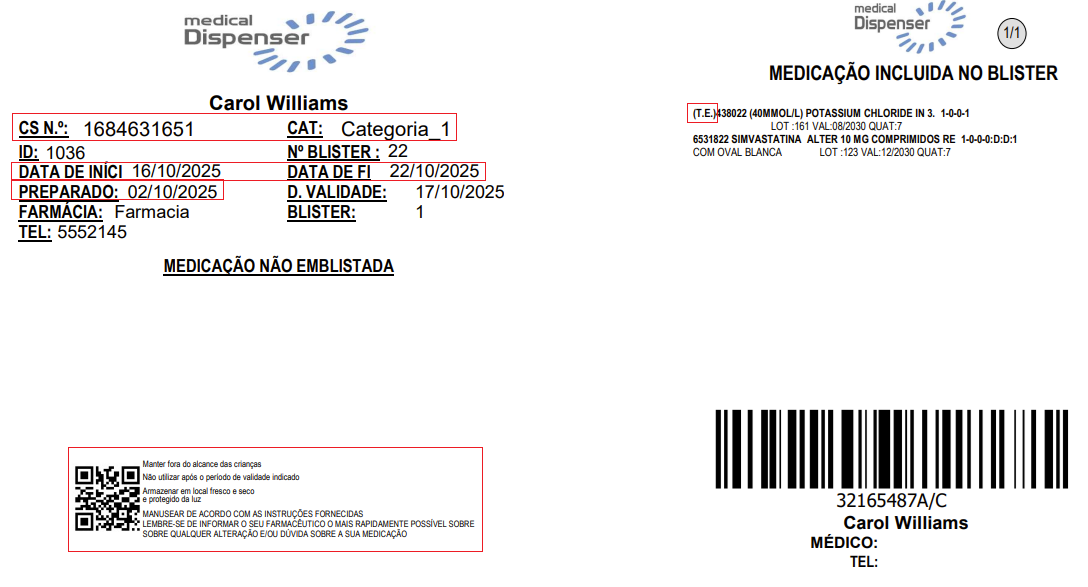 medical
Dispenser
Carol Williams
CS N.º: 1684631651 CAT: Categoria_1
ID: 1036 Nº BLISTER : 22
DATA DE INÍCI 16/10/2025 DATA DE FI 22/10/2025
PREPARADO: 02/10/2025 D. VALIDADE: 17/10/2025
FARMÁCIA: Farmacia BLISTER: 1
TEL: 5552145
MEDICAÇÃO NÃO EMBLISTADA
Manter fora do alcance das crianças
Não utilizar após o período de validade indicado
Armazenar em local fresco e seco
e protegido da luz
MANUSEAR DE ACORDO COM AS INSTRUÇÕES FORNECIDAS
LEMBRE-SE DE INFORMAR O SEU FARMACÊUTICO O MAIS RAPIDAMENTE POSSÍVEL SOBRE
SOBRE QUALQUER ALTERAÇÃO E/OU DÚVIDA SOBRE A SUA MEDICAÇÃO
medical
Dispenser
1/1
MEDICAÇÃO INCLUIDA NO BLISTER
(T.E.)438022 (40MMOL/L) POTASSIUM CHLORIDE IN 3. 1-0-0-1
LOT :161 VAL:08/2030 QUAT:7
6531822 SIMVASTATINA ALTER 10 MG COMPRIMIDOS RE 1-0-0-0:D:D:1
COM OVAL BLANCA LOT :123 VAL:12/2030 QUAT:7
32165487A/C
Carol Williams
MÉDICO:
TEL: